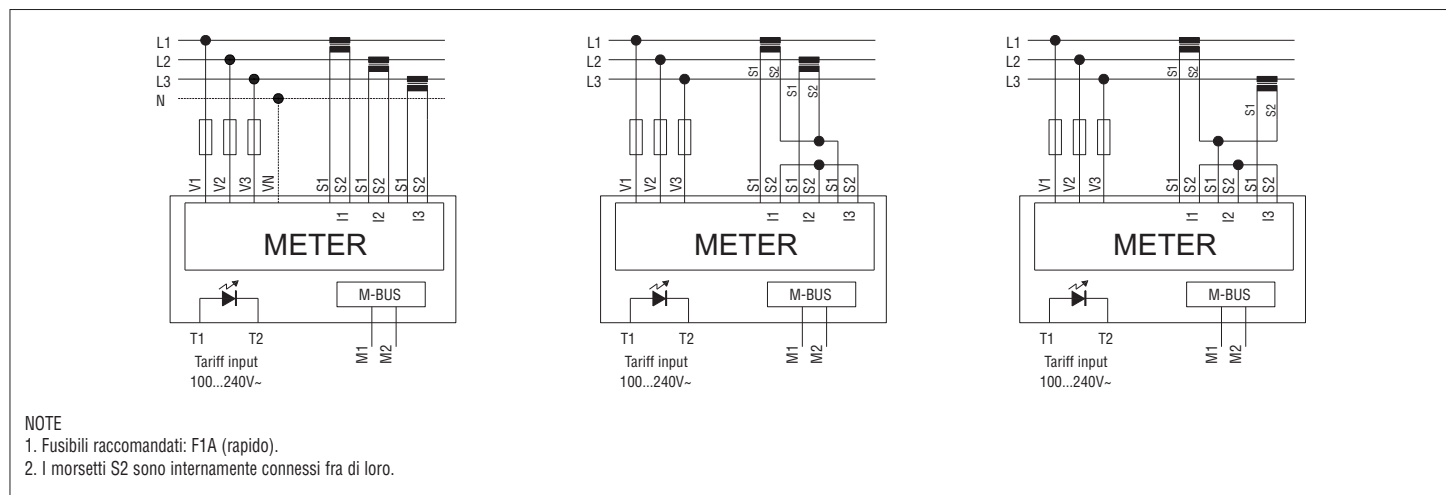 L1
L2
L3
N
V1 V2 V3 VN S1 S2 S1 S2 S1 S2
I1 I2 I3
METER
M-BUS
T1 T2
M1 M2
Tariff input
100...240V~
L1
L2
L3
S1 S2
S1 S2
V1 V2 V3 S1 S2 S1 S2 S1 S2
I1 I2 I3
METER
M-BUS
T1 T2
M1 M2
Tariff input
100...240V~
L1
L2
L3
S1 S2
S1 S2
V1 V2 V3 S1 S2 S1 S2 S1 S2
I1 I2 I3
METER
M-BUS
T1 T2
M1 M2
Tariff input
100...240V~
NOTE
1. Fusibili raccomandati: F1A (rapido).
2. I morsetti S2 sono internamente connessi fra di loro.